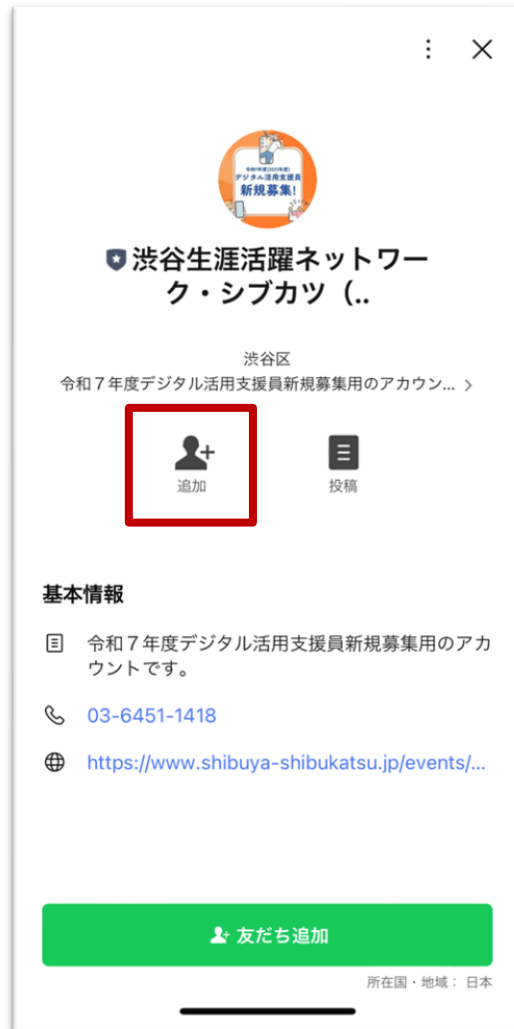 令和7年度(2025年度)
デジタル活用支援員
新規募集!
渋谷生涯活躍ネットワー
ク・シブカツ（..
渋谷区
令和７年度デジタル活用支援員新規募集用のアカウン...
追加
投稿
基本情報
令和７年度デジタル活用支援員新規募集用のアカ
ウントです。
03-6451-1418
https://www.shibuya-shibukatsu.jp/events/...
友だち追加
所在国・地域： 日本